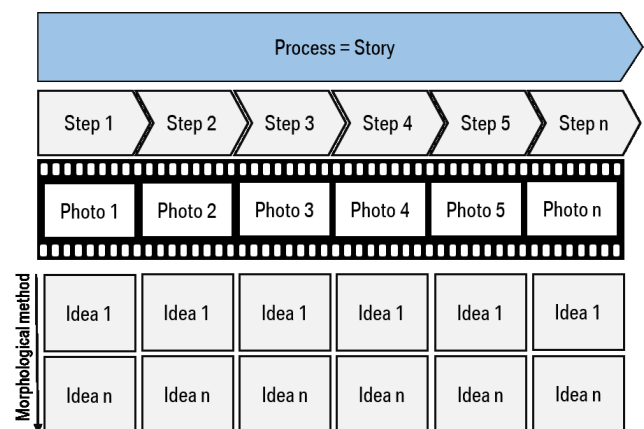 Process = Story
Step 1 Step 2 Step 3 Step 4 Step 5 Step n
Photo 1 Photo 2 Photo 3 Photo 4 Photo 5 Photo n
Morphological method
Idea 1 Idea 1 Idea 1 Idea 1 Idea 1 Idea 1
Idea n Idea n Idea n Idea n Idea n Idea n